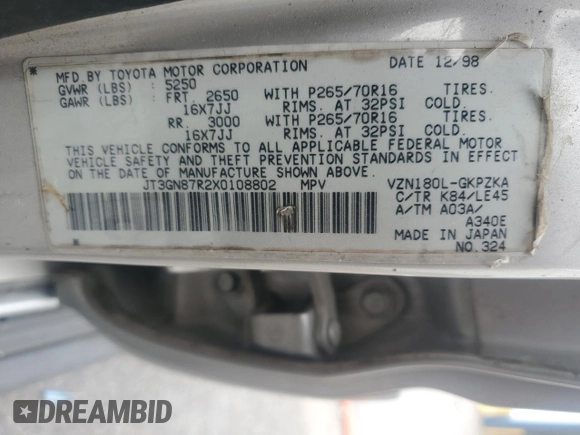 MFD BY TOYOTA MOTOR CORPORATION DATE 12/98
GVWR (LBS) : 5250
GAWR (LBS) : FRT. 2650 WITH P265/70R16 TIRES.
16X7JJ RIMS. AT 32PSI COLD.
RR. 3000 WITH P265/70R16 TIRES.
16X7JJ RIMS. AT 32PSI COLD.
THIS VEHICLE CONFORMS TO ALL APPLICABLE FEDERAL MOTOR
VEHICLE SAFETY AND THEFT PREVENTION STANDARDS IN EFFECT
ON THE DATE OF MANUFACTURE SHOWN ABOVE.
JT3GN87R2X0108802 MPV VZN180L-GKPZKA
C/TR K84/LE45
A/TM A03A/
A340E
MADE IN JAPAN
NO.324
DREAMBID